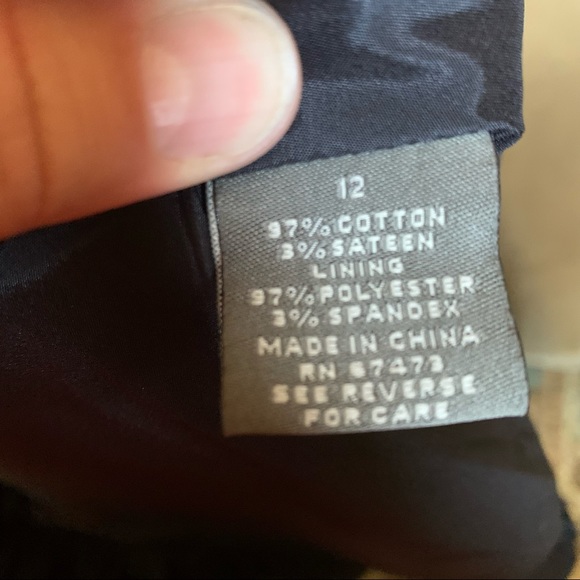 12
97% COTTON
3% SATEEN
LINING
97% POLYESTER
3% SPANDEX
MADE IN CHINA
RN 67473
SEE REVERSE
FOR CARE